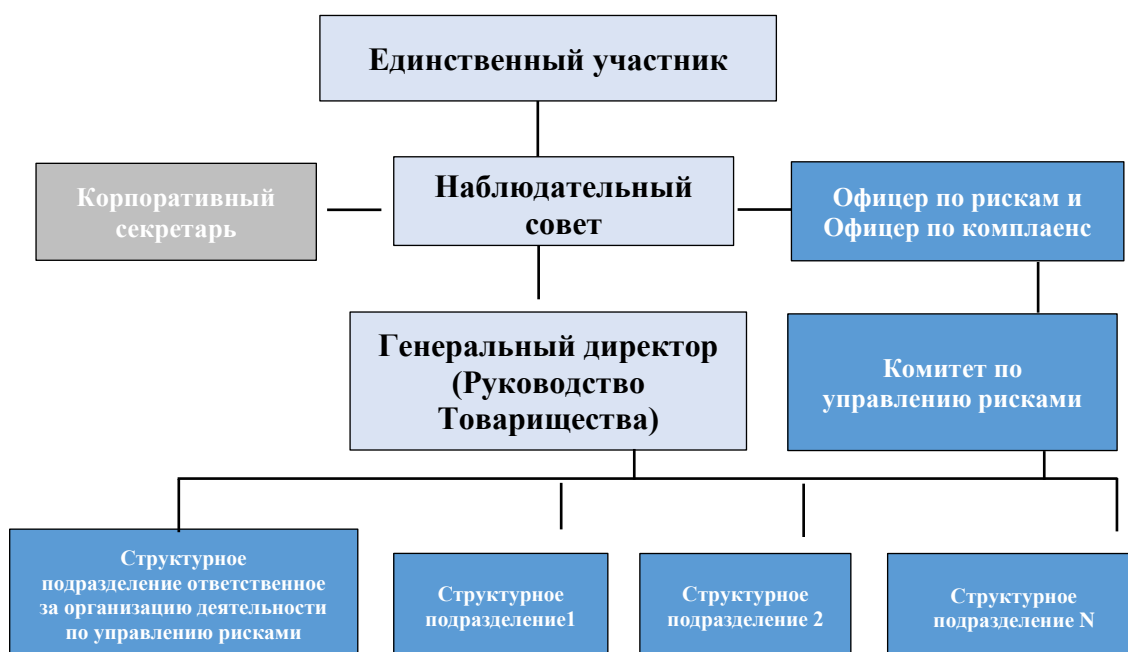 Единственный участник
Корпоративный
секретарь
Наблюдательный
совет
Офицер по рискам и
Офицер по комплаенс
Генеральный директор
(Руководство
Товарищества)
Комитет по
управлению рисками
Структурное
подразделение ответственное
за организацию деятельности
по управлению рисками
Структурное
подразделение1
Структурное
подразделение 2
Структурное
подразделение N